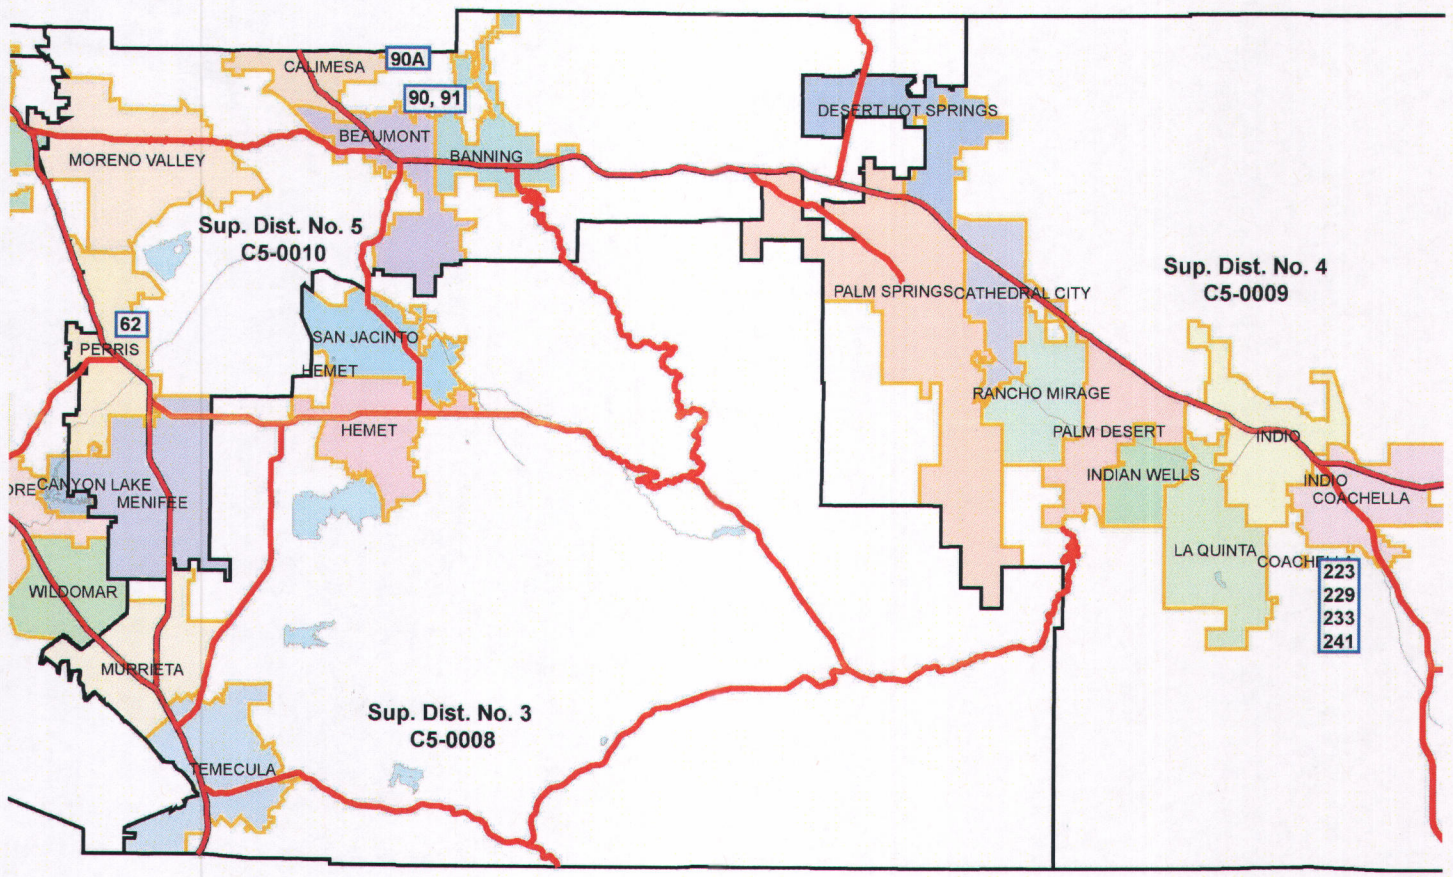 CALIMESA
90A
90, 91
DESERT HOT SPRINGS
BEAUMONT
BANNING
MORENO VALLEY
Sup. Dist. No. 5
C5-0010
Sup. Dist. No. 4
C5-0009
PALM SPRINGS
CATHEDRAL CITY
62
SAN JACINTO
PERRIS
HEMET
RANCHO MIRAGE
HEMET
PALM DESERT
INDIO
INDIAN WELLS
INDIO
ORE
CANYON LAKE
MENIFEE
COACHELLA
LA QUINTA
COACH
223
229
233
241
WILDOMAR
MURRIETA
Sup. Dist. No. 3
C5-0008
TEMECULA